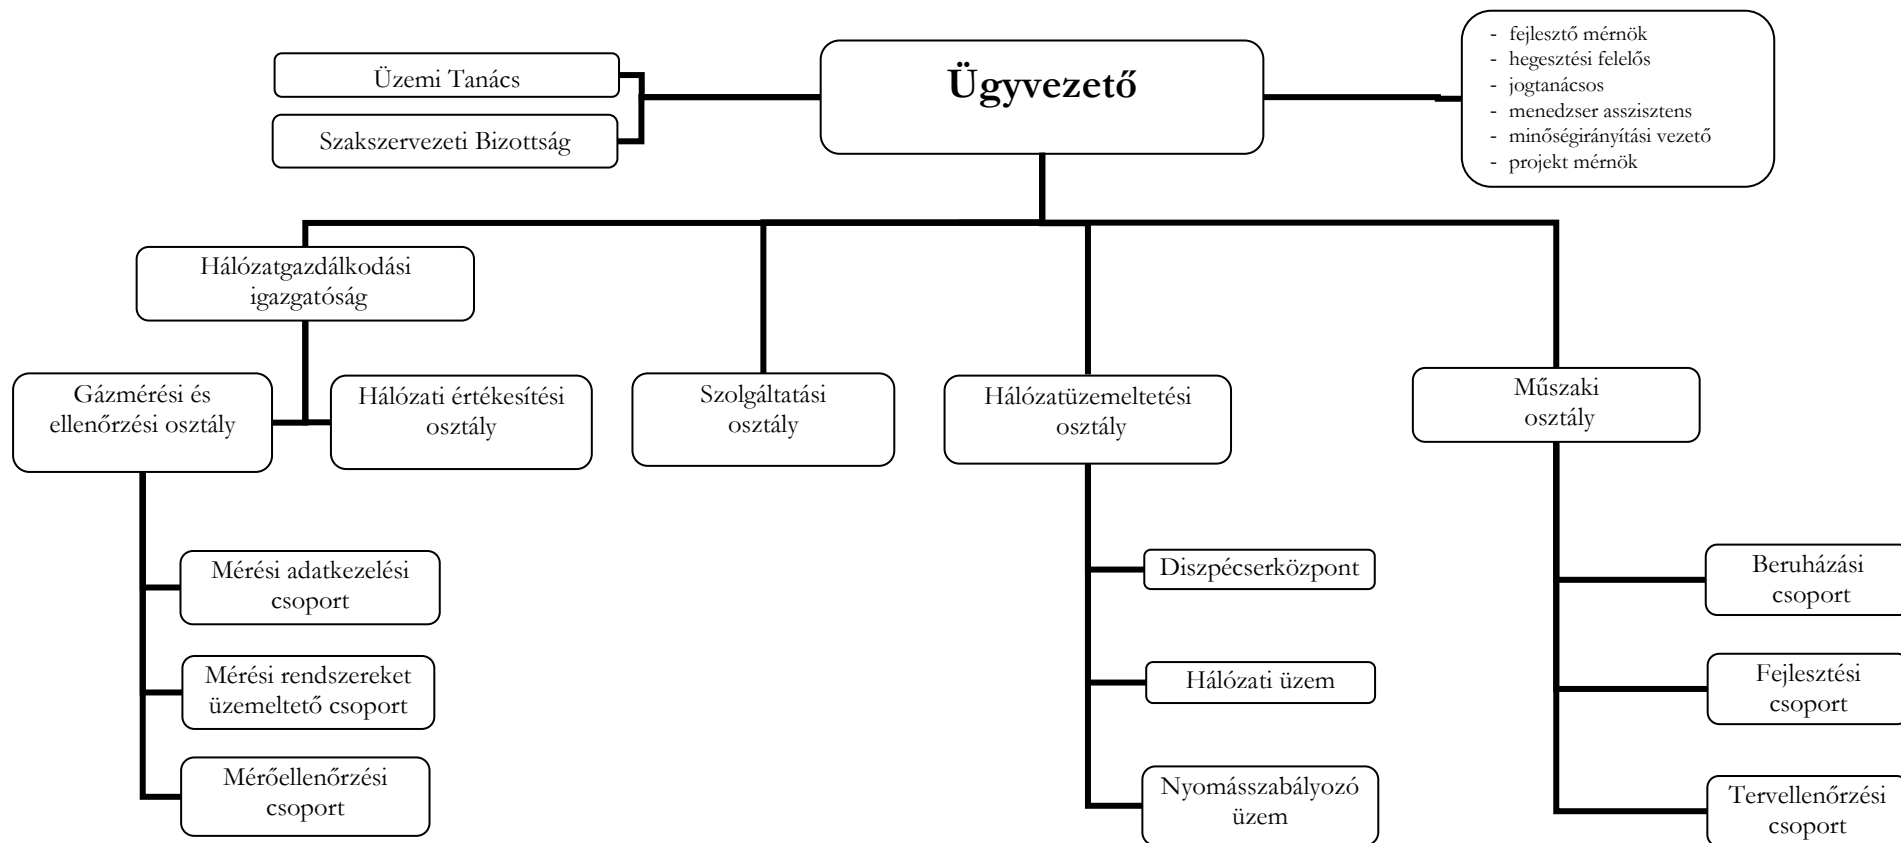 Üzemi Tanács
Szakszervezeti Bizottság
Ügyvezető
- fejlesztő mérnök
- hegesztési felelős
- jogtanácsos
- menedzser asszisztens
- minőségirányítási vezető
- projekt mérnök
Hálózatgazdálkodási
igazgatóság
Gázmérési és
ellenőrzési osztály
Hálózati értékesítési
osztály
Szolgáltatási
osztály
Hálózatüzemeltetési
osztály
Műszaki
osztály
Mérési adatkezelési
csoport
Mérési rendszereket
üzemeltető csoport
Mérőellenőrzési
csoport
Diszpécserközpont
Hálózati üzem
Nyomásszabályozó
üzem
Beruházási
csoport
Fejlesztési
csoport
Tervellenőrzési
csoport